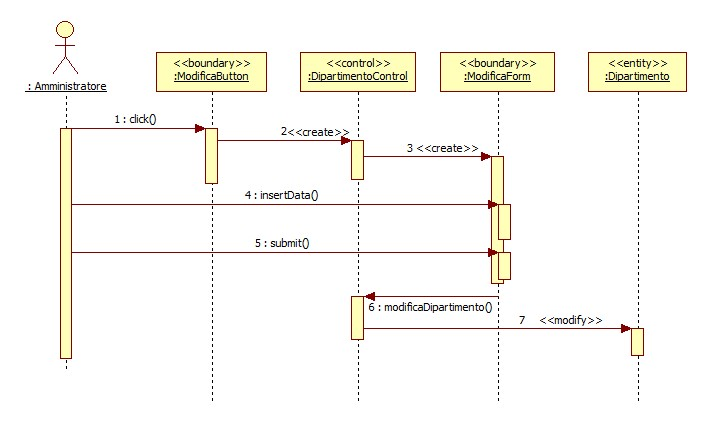 : Amministratore
<<boundary>>
:ModificaButton
<<control>>
:DipartimentoControl
<<boundary>>
:ModificaForm
<<entity>>
:Dipartimento
1 : click()
2<<create>>
3 <<create>>
4 : insertData()
5 : submit()
6 : modificaDipartimento()
7 <<modify>>